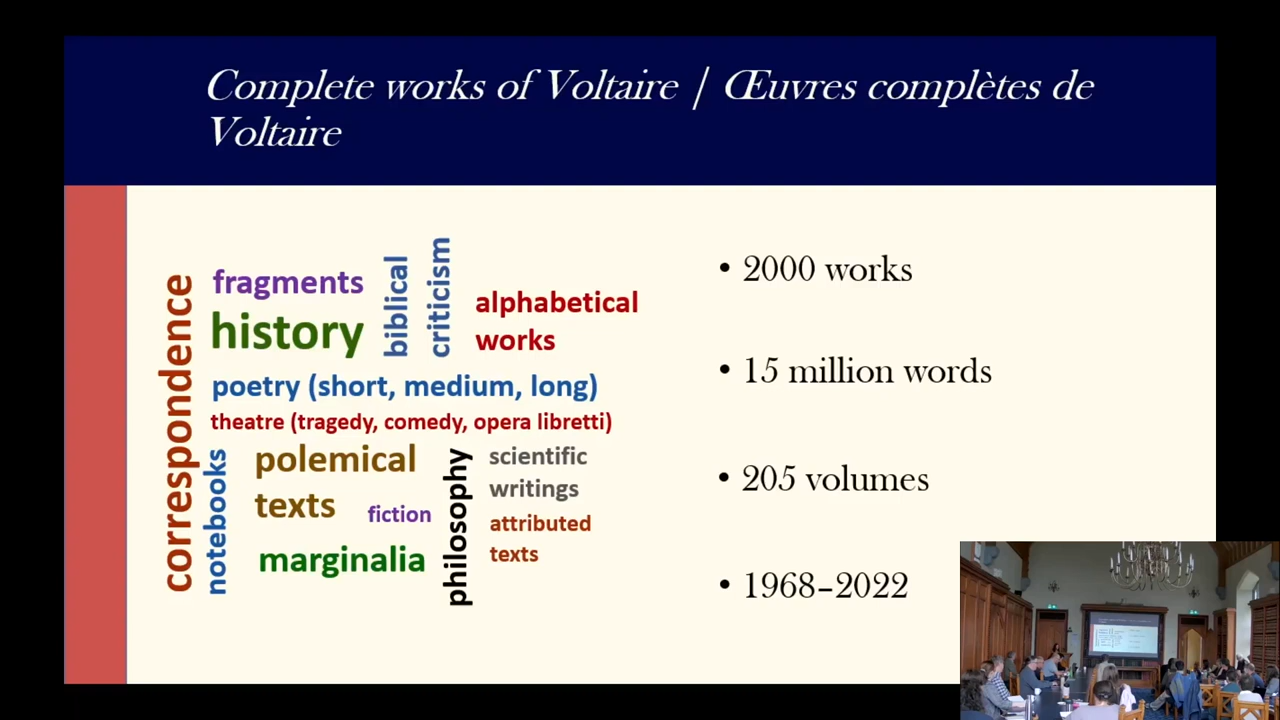 Complete works of Voltaire / Œuvres complètes de
Voltaire
correspondence
fragments
history
biblical
criticism
alphabetical
works
poetry (short, medium, long)
theatre (tragedy, comedy, opera libretti)
notebooks
polemical
texts
fiction
marginalia
philosophy
scientific
writings
attributed
texts
• 2000 works
• 15 million words
• 205 volumes
• 1968–2022